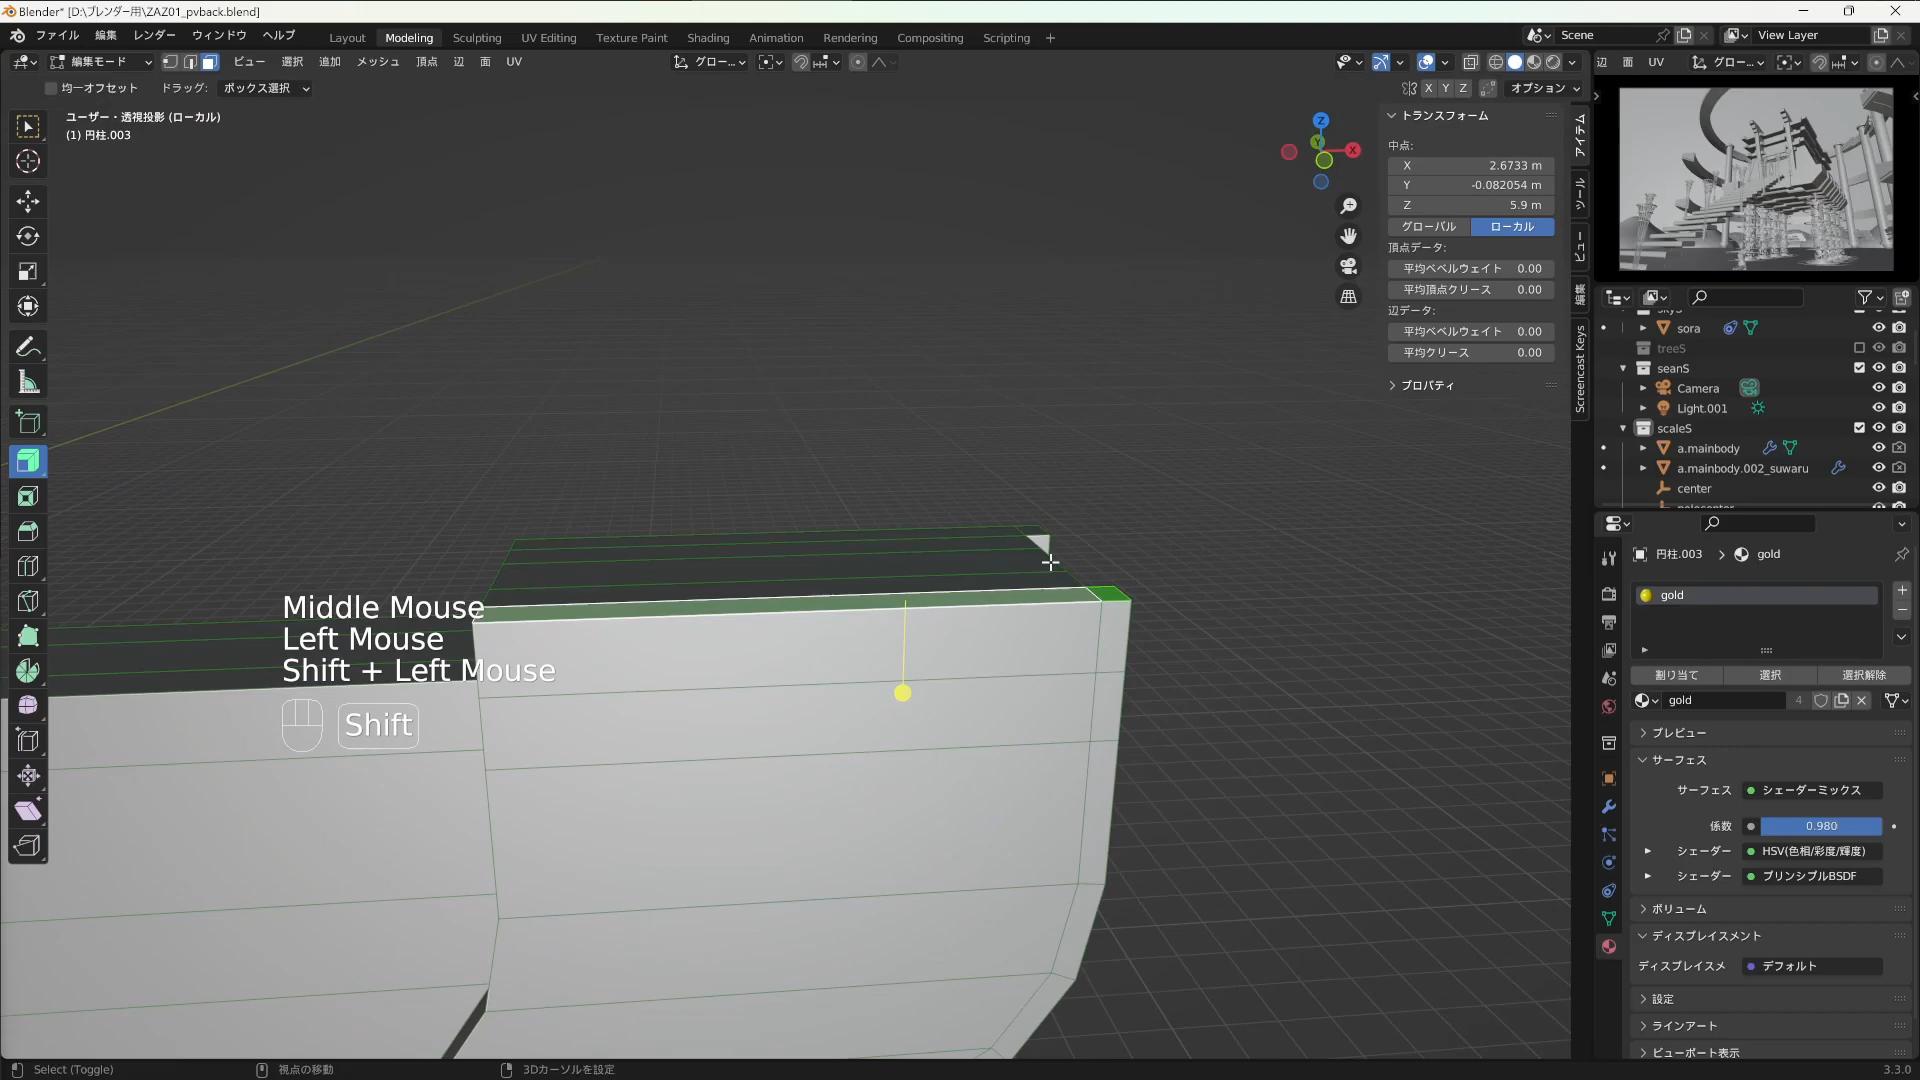 Blender* [D:\ブレンダー用\ZAZ01_pvback.blend]
ファイル 編集 レンダー ウィンドウ ヘルプ Layout Modeling Sculpting UV Editing Texture Paint Shading Animation Rendering Compositing Scripting + Scene View Layer
編集モード ビュー 選択 追加 メッシュ 頂点 辺 面 UV グロー... 辺 面 UV グロー...
均一オフセット ドラッグ: ボックス選択 X Y Z オプション
ユーザー・透視投影 (ローカル)
(1) 円柱.003
Z
Y
X
トランスフォーム
中点:
X 2.6733 m
Y -0.082054 m
Z 5.9 m
グローバル ローカル
頂点データ:
平均ベベルウェイト 0.00
平均頂点クリース 0.00
辺データ:
平均ベベルウェイト 0.00
平均クリース 0.00
プロパティ
アイテム
ツール
ビュー
編集
Screencast Keys
sora
treeS
seanS
Camera
Light.001
scaleS
a.mainbody
a.mainbody.002_suwaru
center
円柱.003 gold
gold
割り当て 選択 選択解除
gold 4
プレビュー
サーフェス
サーフェス シェーダーミックス
係数 0.980
シェーダー HSV(色相/彩度/輝度)
シェーダー プリンシプルBSDF
ボリューム
ディスプレイスメント
ディスプレイスメ デフォルト
設定
ラインアート
ビューポート表示
Middle Mouse
Left Mouse
Shift + Left Mouse
Shift
Select (Toggle) 視点の移動 3Dカーソルを設定 3.3.0